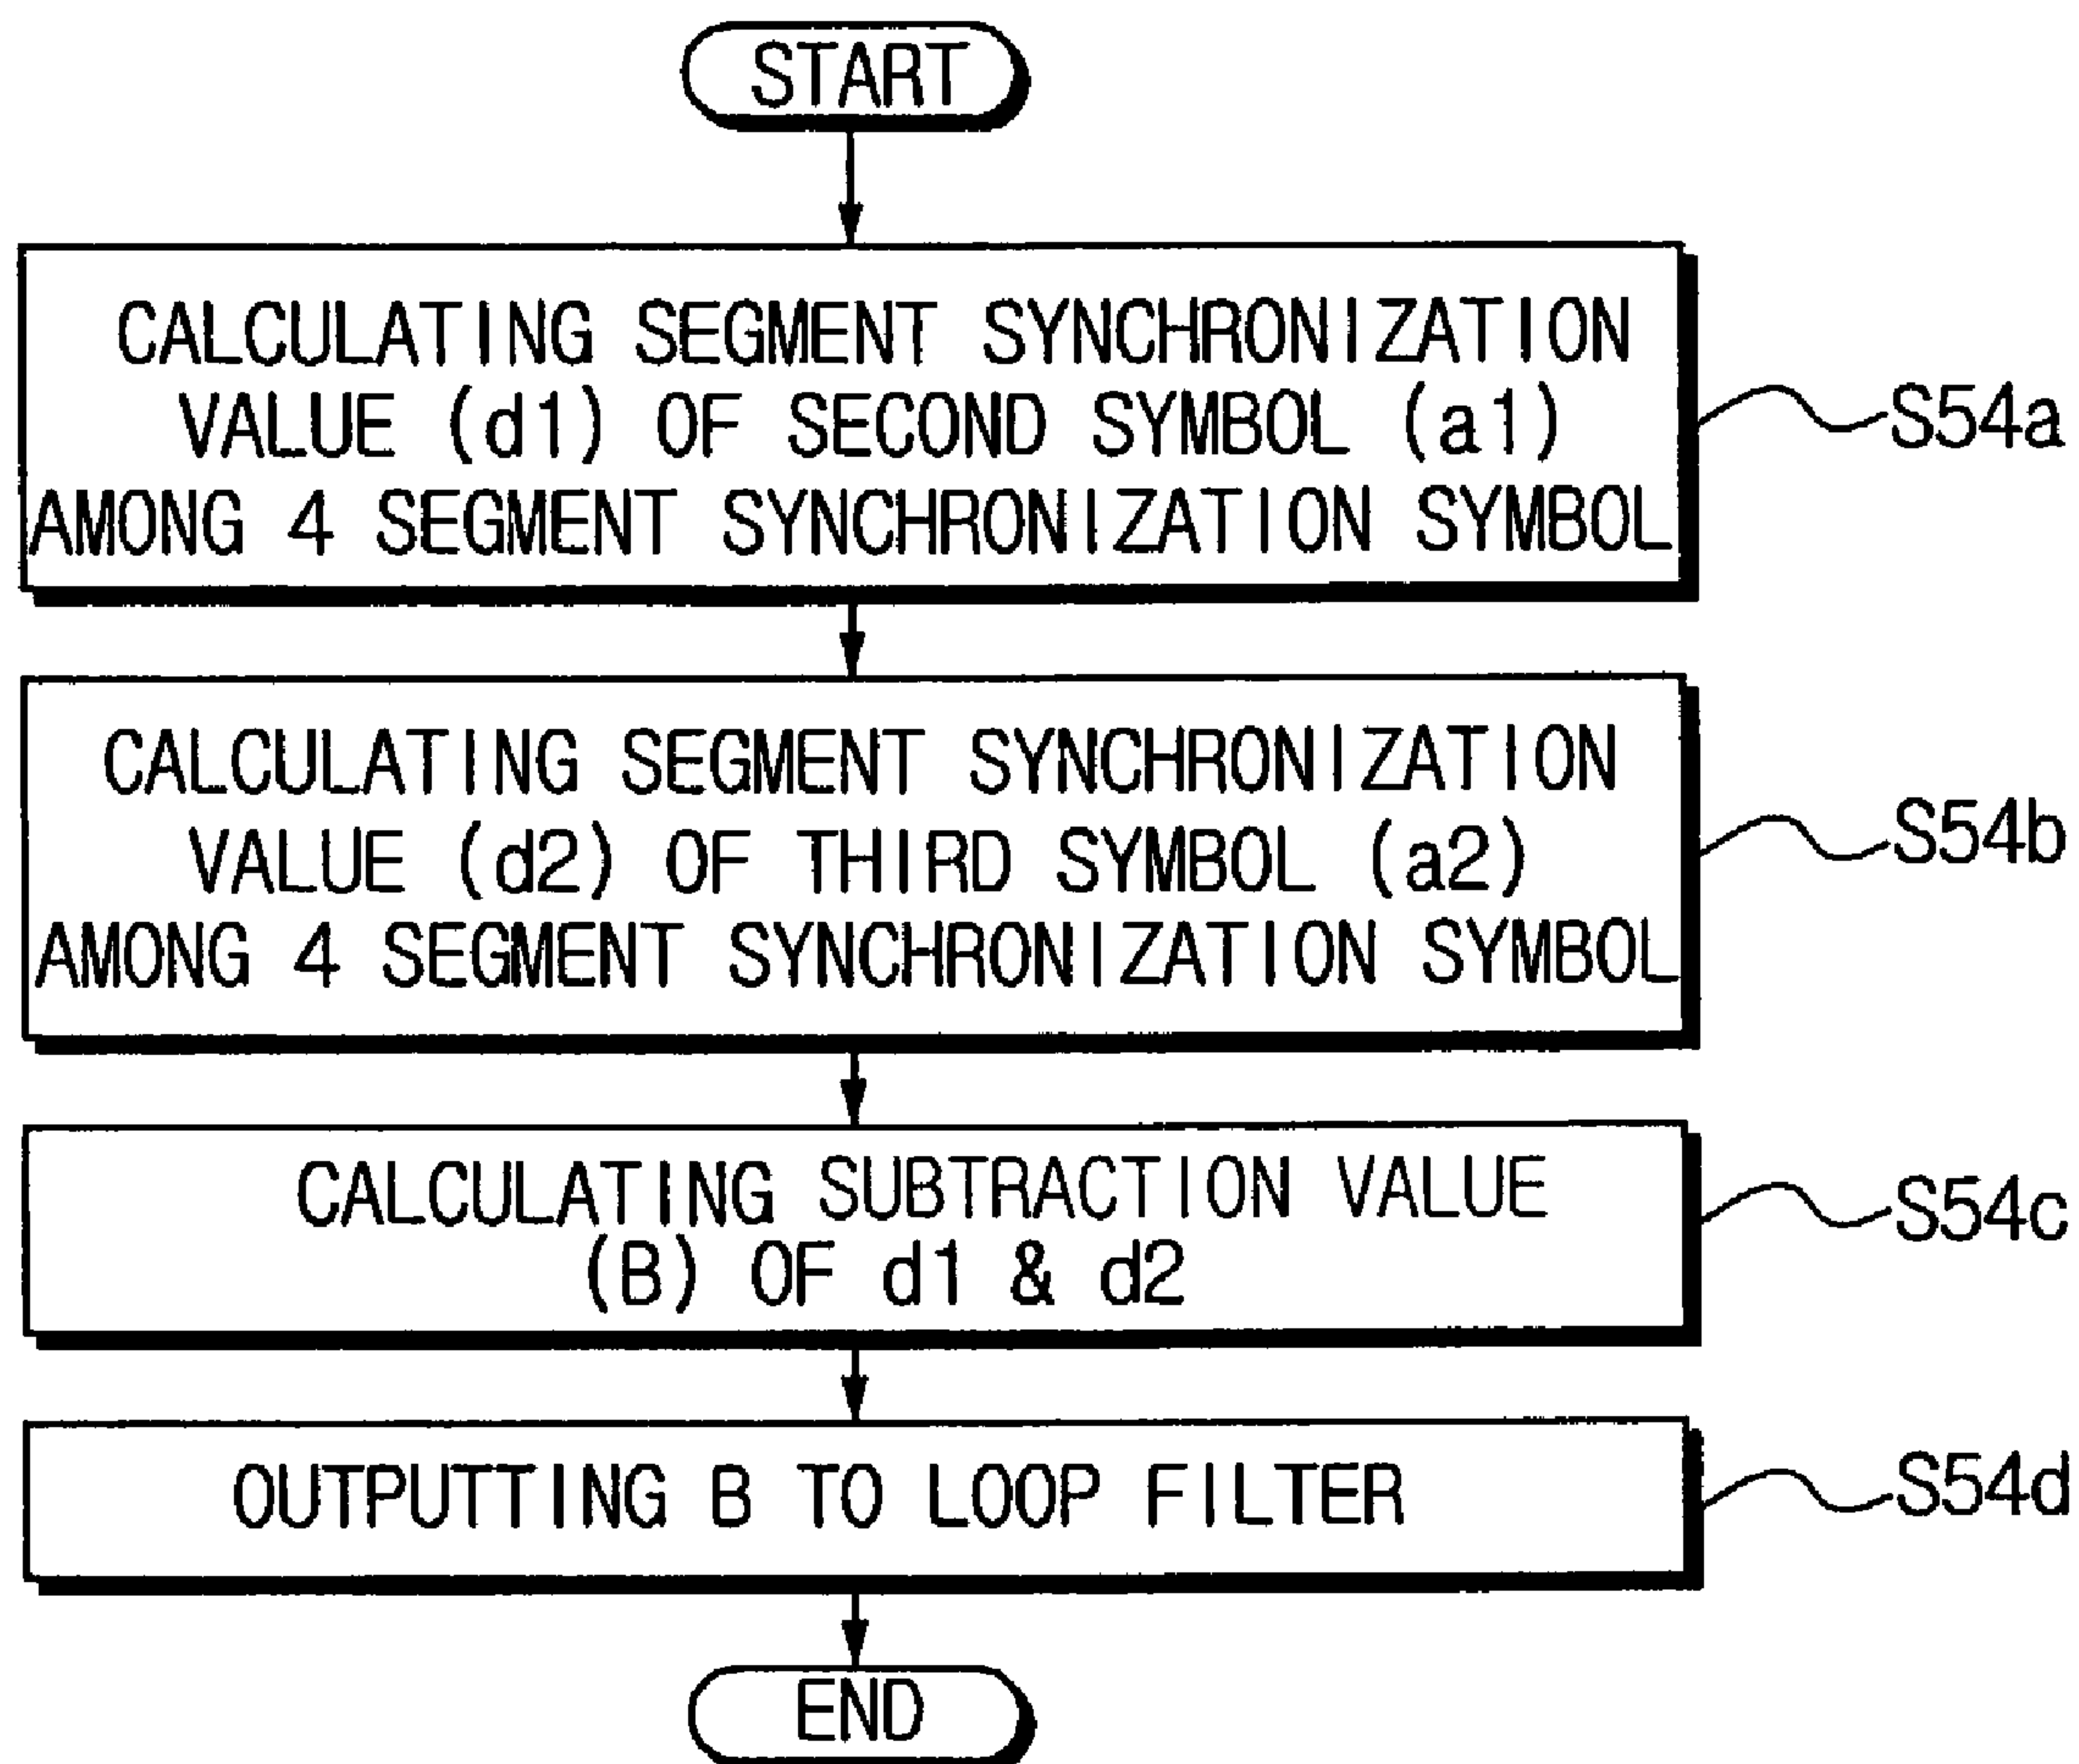 START
CALCULATING SEGMENT SYNCHRONIZATION
VALUE (d1) OF SECOND SYMBOL (a1)
AMONG 4 SEGMENT SYNCHRONIZATION SYMBOL
S54a
CALCULATING SEGMENT SYNCHRONIZATION
VALUE (d2) OF THIRD SYMBOL (a2)
AMONG 4 SEGMENT SYNCHRONIZATION SYMBOL
S54b
CALCULATING SUBTRACTION VALUE
(B) OF d1 & d2
S54c
OUTPUTTING B TO LOOP FILTER
S54d
END